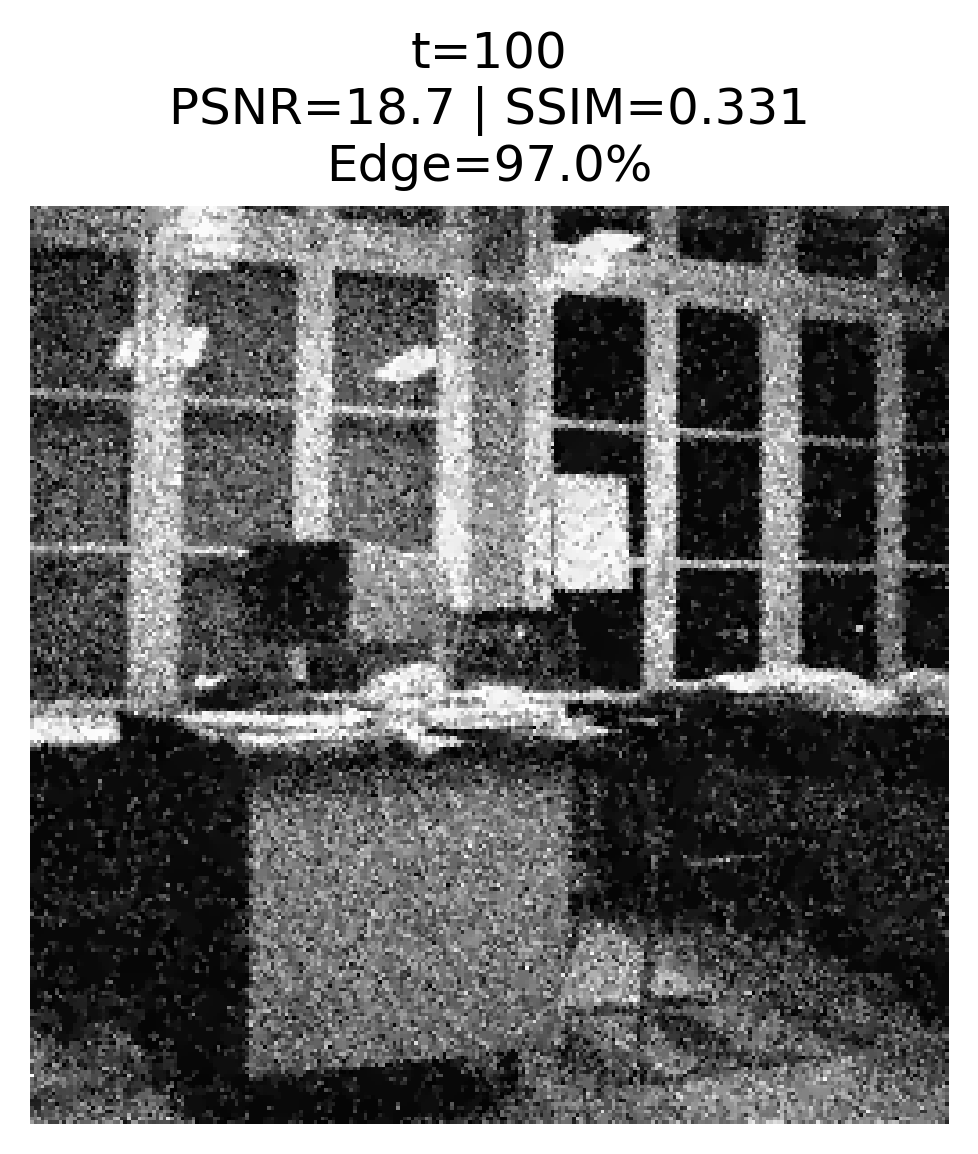 t=100
PSNR=18.7 | SSIM=0.331
Edge=97.0%